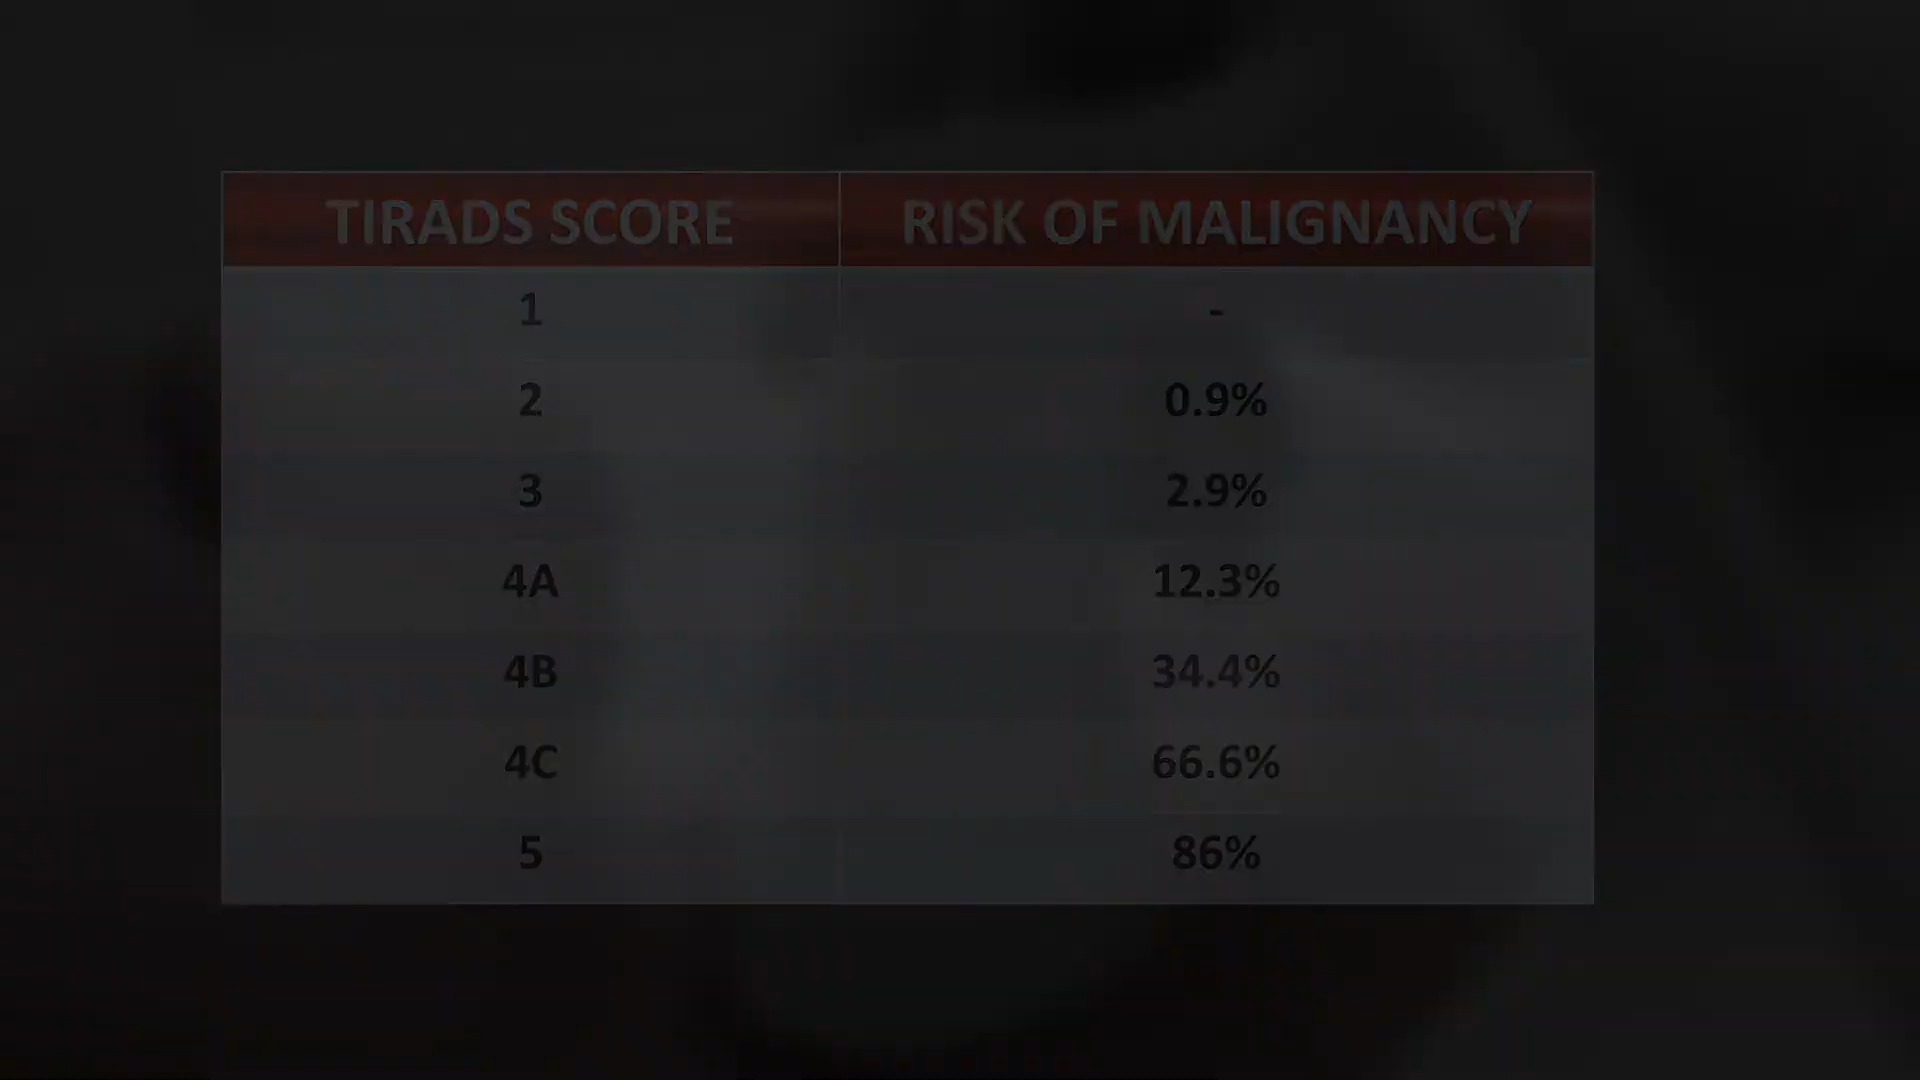 TIRADS SCORE RISK OF MALIGNANCY
1 -
2 0.9%
3 2.9%
4A 12.3%
4B 34.4%
4C 66.6%
5 86%